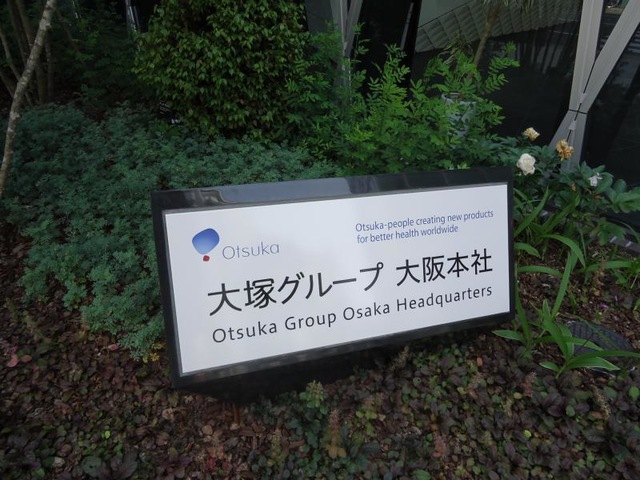 Otsuka
Otsuka-people creating new products
for better health worldwide
大塚グループ 大阪本社
Otsuka Group Osaka Headquarters